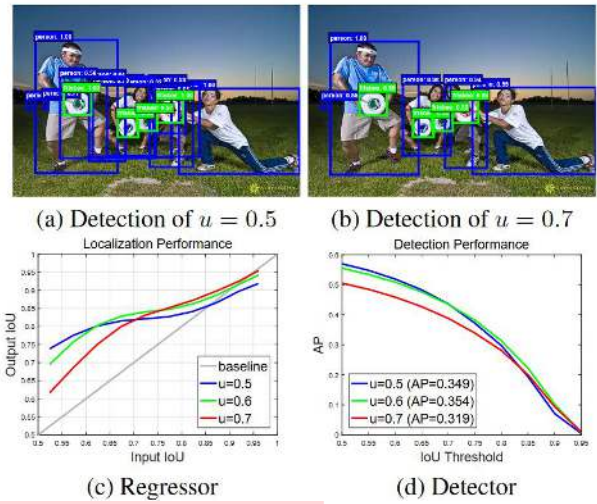 person: 1.00
person: 1.00
(a) Detection of u = 0.5
(b) Detection of u = 0.7
Localization Performance
Output IoU
1
0.95
0.9
0.85
0.8
0.75
0.7
0.65
0.6
0.55
0.5
0.5 0.55 0.6 0.65 0.7 0.75 0.8 0.85 0.9 0.95 1
Input IoU
baseline
u=0.5
u=0.6
u=0.7
Detection Performance
AP
0.6
0.5
0.4
0.3
0.2
0.1
0
0.5 0.55 0.6 0.65 0.7 0.75 0.8 0.85 0.9 0.95
IoU Threshold
u=0.5 (AP=0.349)
u=0.6 (AP=0.354)
u=0.7 (AP=0.319)
(c) Regressor
(d) Detector